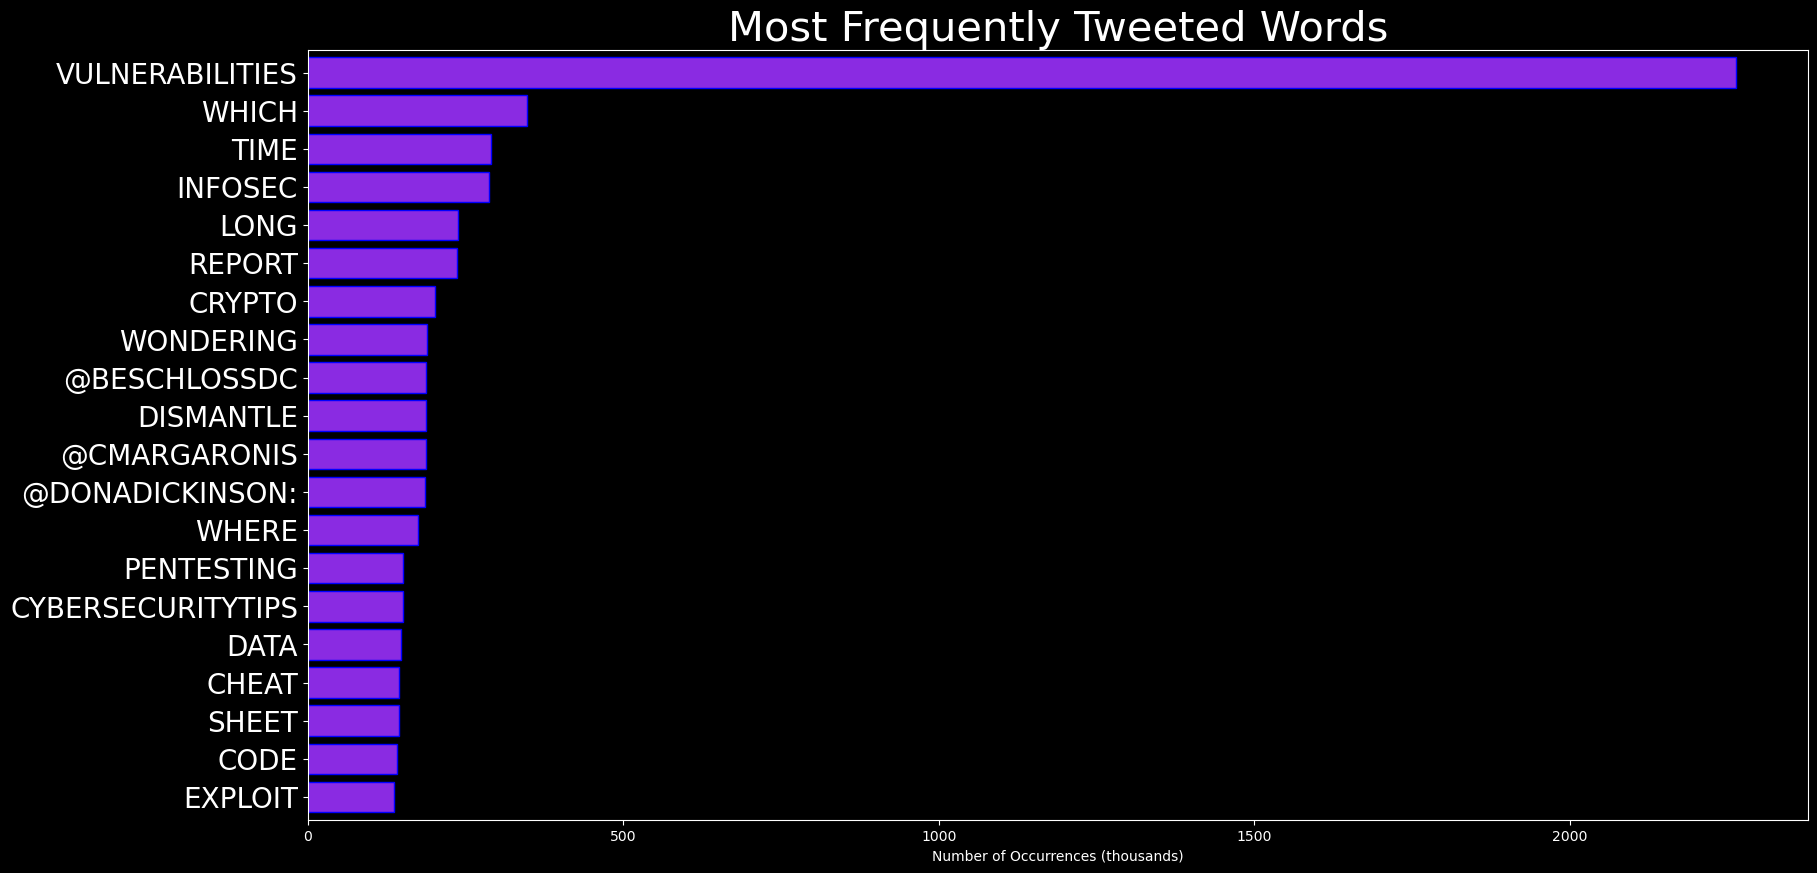 Most Frequently Tweeted Words
VULNERABILITIES
WHICH
TIME
INFOSEC
LONG
REPORT
CRYPTO
WONDERING
@BESCHLOSSDC
DISMANTLE
@CMARGARONIS
@DONADICKINSON:
WHERE
PENTESTING
CYBERSECURITYTIPS
DATA
CHEAT
SHEET
CODE
EXPLOIT
0 500 1000 1500 2000
Number of Occurrences (thousands)